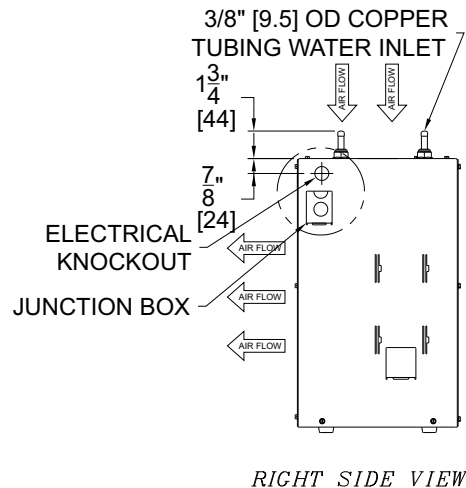 3/8" [9.5] OD COPPER
TUBING WATER INLET
1 3/4"
[44]
AIR FLOW
AIR FLOW
7/8"
[24]
ELECTRICAL
KNOCKOUT
AIR FLOW
JUNCTION BOX
AIR FLOW
AIR FLOW
RIGHT SIDE VIEW